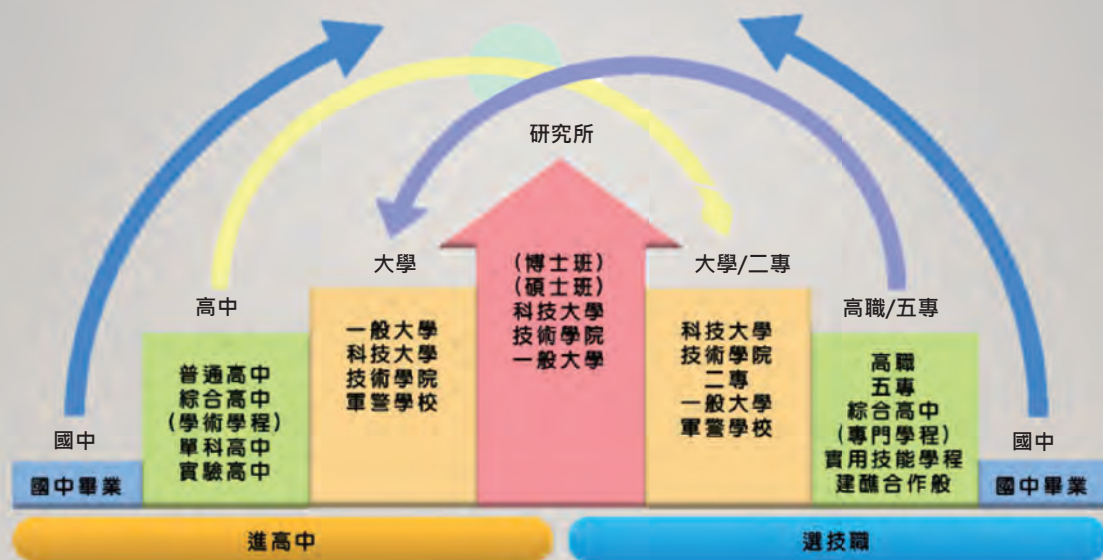 研究所
大學
大學/二專
高中
高職/五專
國中
國中
國中畢業
普通高中
綜合高中
(學術學程)
單科高中
實驗高中
一般大學
科技大學
技術學院
軍警學校
(博士班)
(碩士班)
科技大學
技術學院
一般大學
科技大學
技術學院
二專
一般大學
軍警學校
高職
五專
綜合高中
(專門學程)
實用技能學程
建醮合作般
國中畢業
進高中
選技職